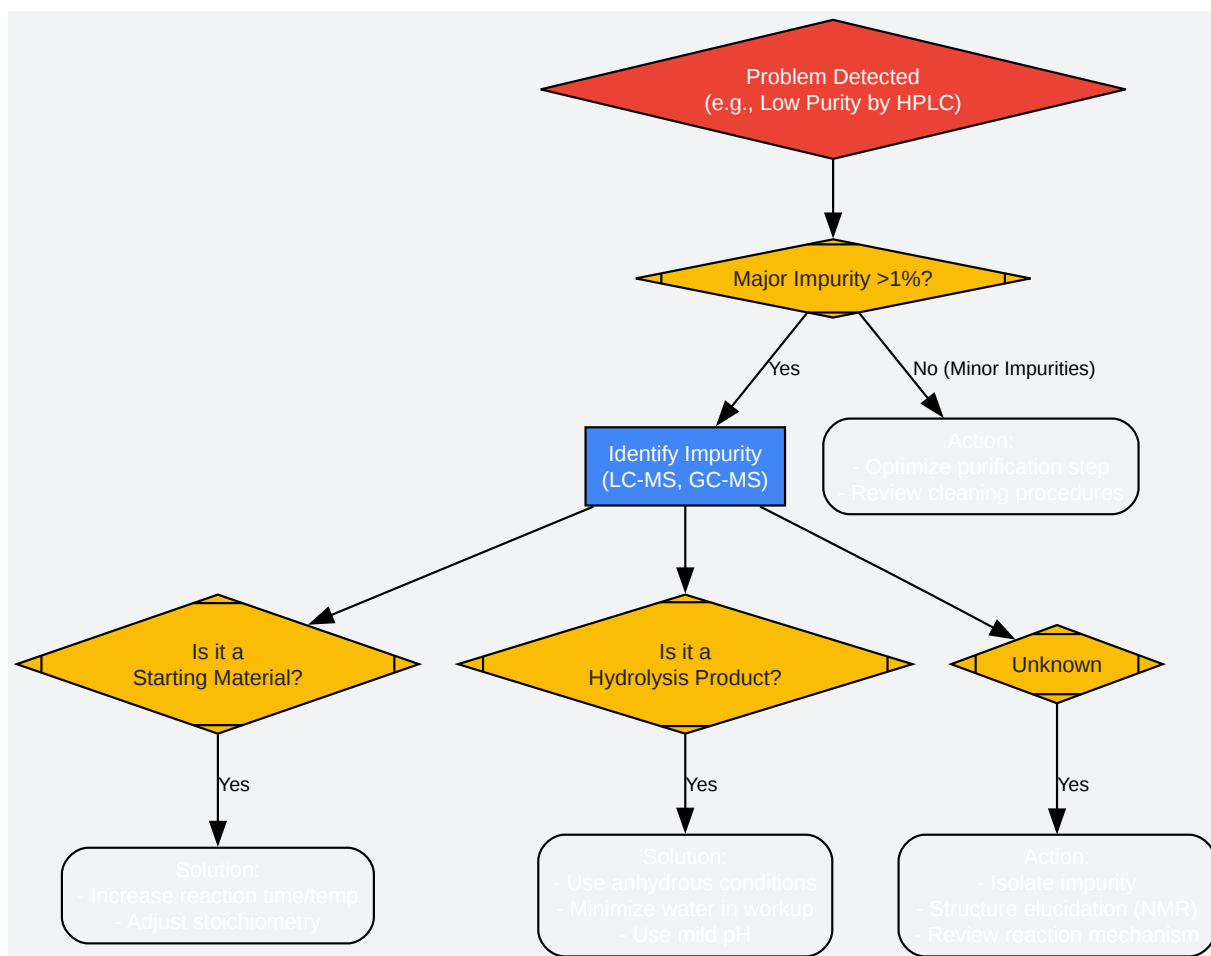 Problem Detected
(e.g., Low Purity by HPLC)
Major Impurity >1%?
Yes
No (Minor Impurities)
Identify Impurity
(LC-MS, GC-MS)
Action:
- Optimize purification step
- Review cleaning procedures
Is it a
Starting Material?
Is it a
Hydrolysis Product?
Unknown
Yes
Yes
Yes
Solution:
- Increase reaction time/temp
- Adjust stoichiometry
Solution:
- Use anhydrous conditions
- Minimize water in workup
- Use mild pH
Action:
- Isolate impurity
- Structure elucidation (NMR)
- Review reaction mechanism